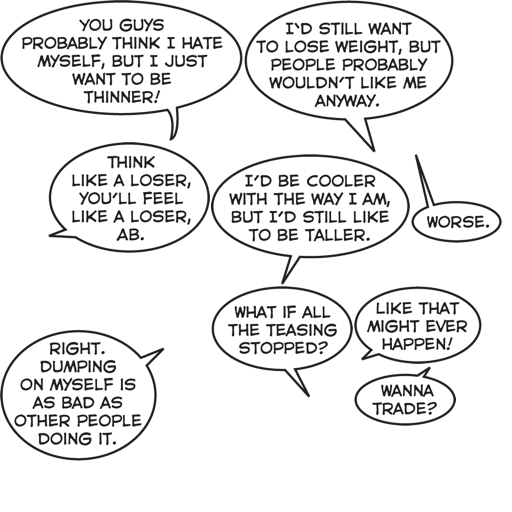 YOU GUYS
PROBABLY THINK I HATE
MYSELF, BUT I JUST
WANT TO BE
THINNER!
I'D STILL WANT
TO LOSE WEIGHT, BUT
PEOPLE PROBABLY
WOULDN'T LIKE ME
ANYWAY.
THINK
LIKE A LOSER,
YOU'LL FEEL
LIKE A LOSER,
AB.
I'D BE COOLER
WITH THE WAY I AM,
BUT I'D STILL LIKE
TO BE TALLER.
WORSE.
WHAT IF ALL
THE TEASING
STOPPED?
LIKE THAT
MIGHT EVER
HAPPEN!
RIGHT.
DUMPING
ON MYSELF IS
AS BAD AS
OTHER PEOPLE
DOING IT.
WANNA
TRADE?